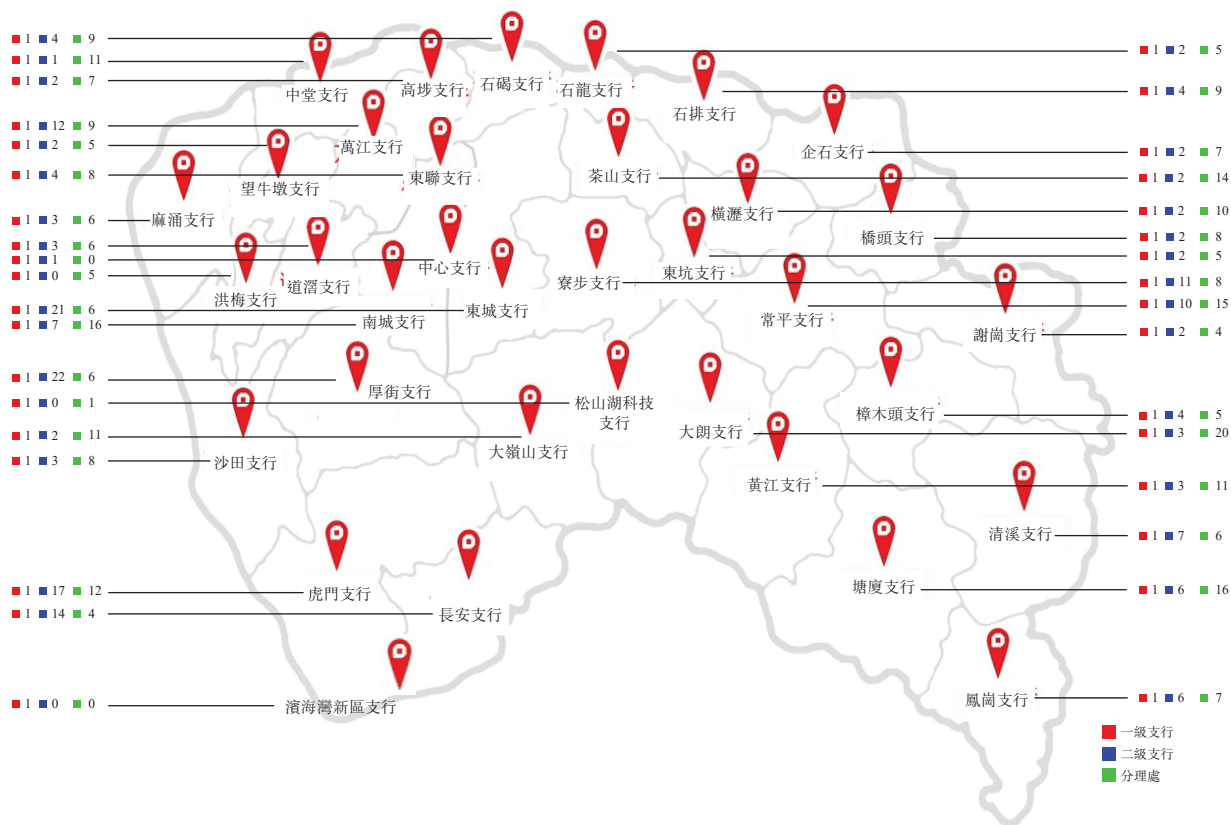 1 4 9
1 1 11
1 2 7
1 12 9
1 2 5
1 4 8
1 3 6
1 3 6
1 1 0
1 0 5
1 21 6
1 7 16
1 22 6
1 0 1
1 2 11
1 3 8
1 17 12
1 14 4
1 0 0
中堂支行
高埗支行
石碣支行
石龍支行
石排支行
企石支行
萬江支行
望牛墩支行
東聯支行
茶山支行
橫瀝支行
橋頭支行
麻涌支行
洪梅支行
道滘支行
中心支行
南城支行
東城支行
寮步支行
東坑支行
常平支行
謝崗支行
厚街支行
松山湖科技
支行
大朗支行
樟木頭支行
沙田支行
大嶺山支行
黃江支行
清溪支行
虎門支行
長安支行
塘廈支行
濱海灣新區支行
鳳崗支行
1 2 5
1 4 9
1 2 7
1 2 14
1 2 10
1 2 8
1 2 5
1 11 8
1 10 15
1 2 4
1 4 5
1 3 20
1 3 11
1 7 6
1 6 16
1 6 7
一級支行
二級支行
分理處